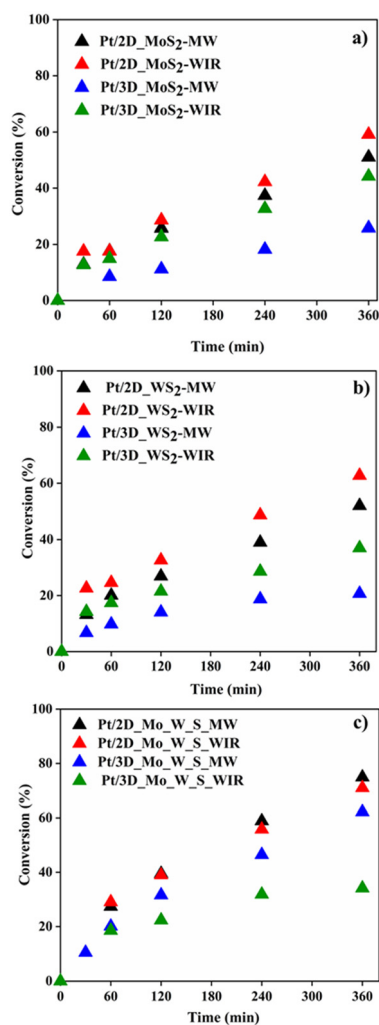 a)
Pt/2D_MoS2-MW
Pt/2D_MoS2-WIR
Pt/3D_MoS2-MW
Pt/3D_MoS2-WIR
Conversion (%)
100
80
60
40
20
0
0 60 120 180 240 300 360
Time (min)
b)
Pt/2D_WS2-MW
Pt/2D_WS2-WIR
Pt/3D_WS2-MW
Pt/3D_WS2-WIR
Conversion (%)
100
80
60
40
20
0
0 60 120 180 240 300 360
Time (min)
c)
Pt/2D_Mo_W_S_MW
Pt/2D_Mo_W_S_WIR
Pt/3D_Mo_W_S_MW
Pt/3D_Mo_W_S_WIR
Conversion (%)
100
80
60
40
20
0
0 60 120 180 240 300 360
Time (min)